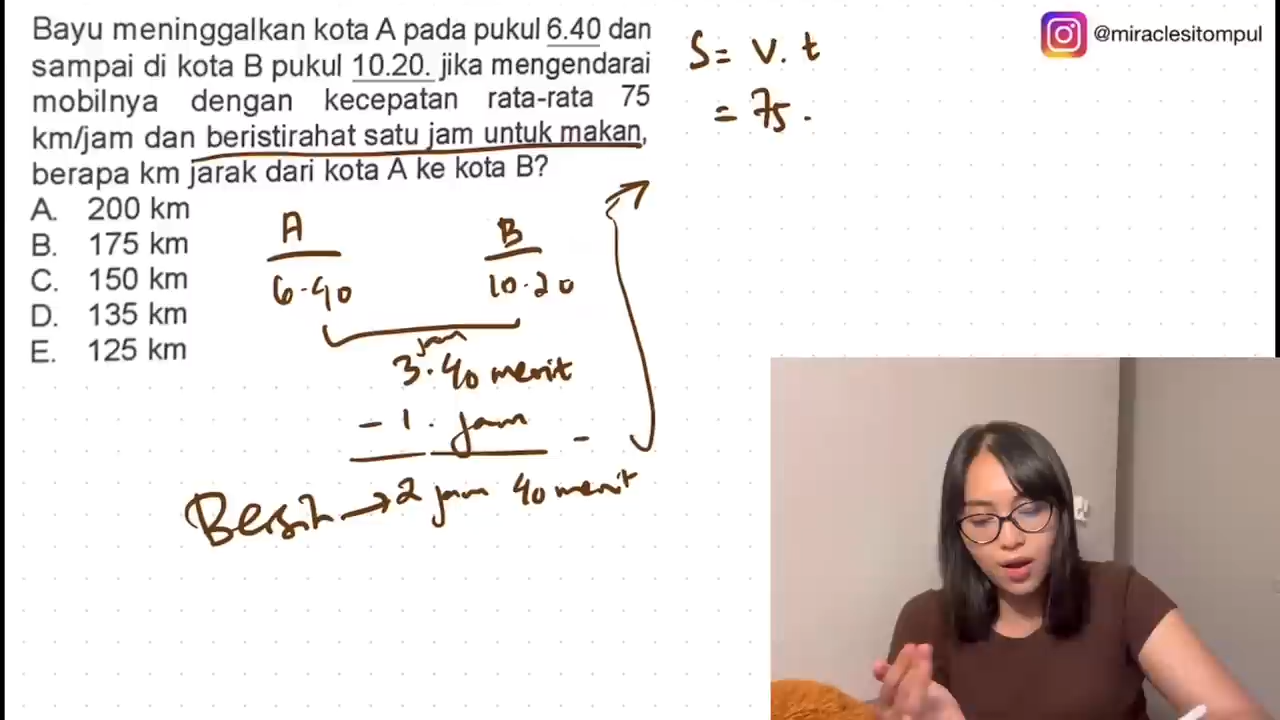 Bayu meninggalkan kota A pada pukul 6.40 dan
sampai di kota B pukul 10.20. jika mengendarai
mobilnya dengan kecepatan rata-rata 75
km/jam dan beristirahat satu jam untuk makan,
berapa km jarak dari kota A ke kota B?
A. 200 km
B. 175 km
C. 150 km
D. 135 km
E. 125 km
A B
6.40 10.20
jam
3.40 menit
- 1. jam -
Bersih → 2 jam 40 menit
S = V. t
= 75.
@miraclesitompul